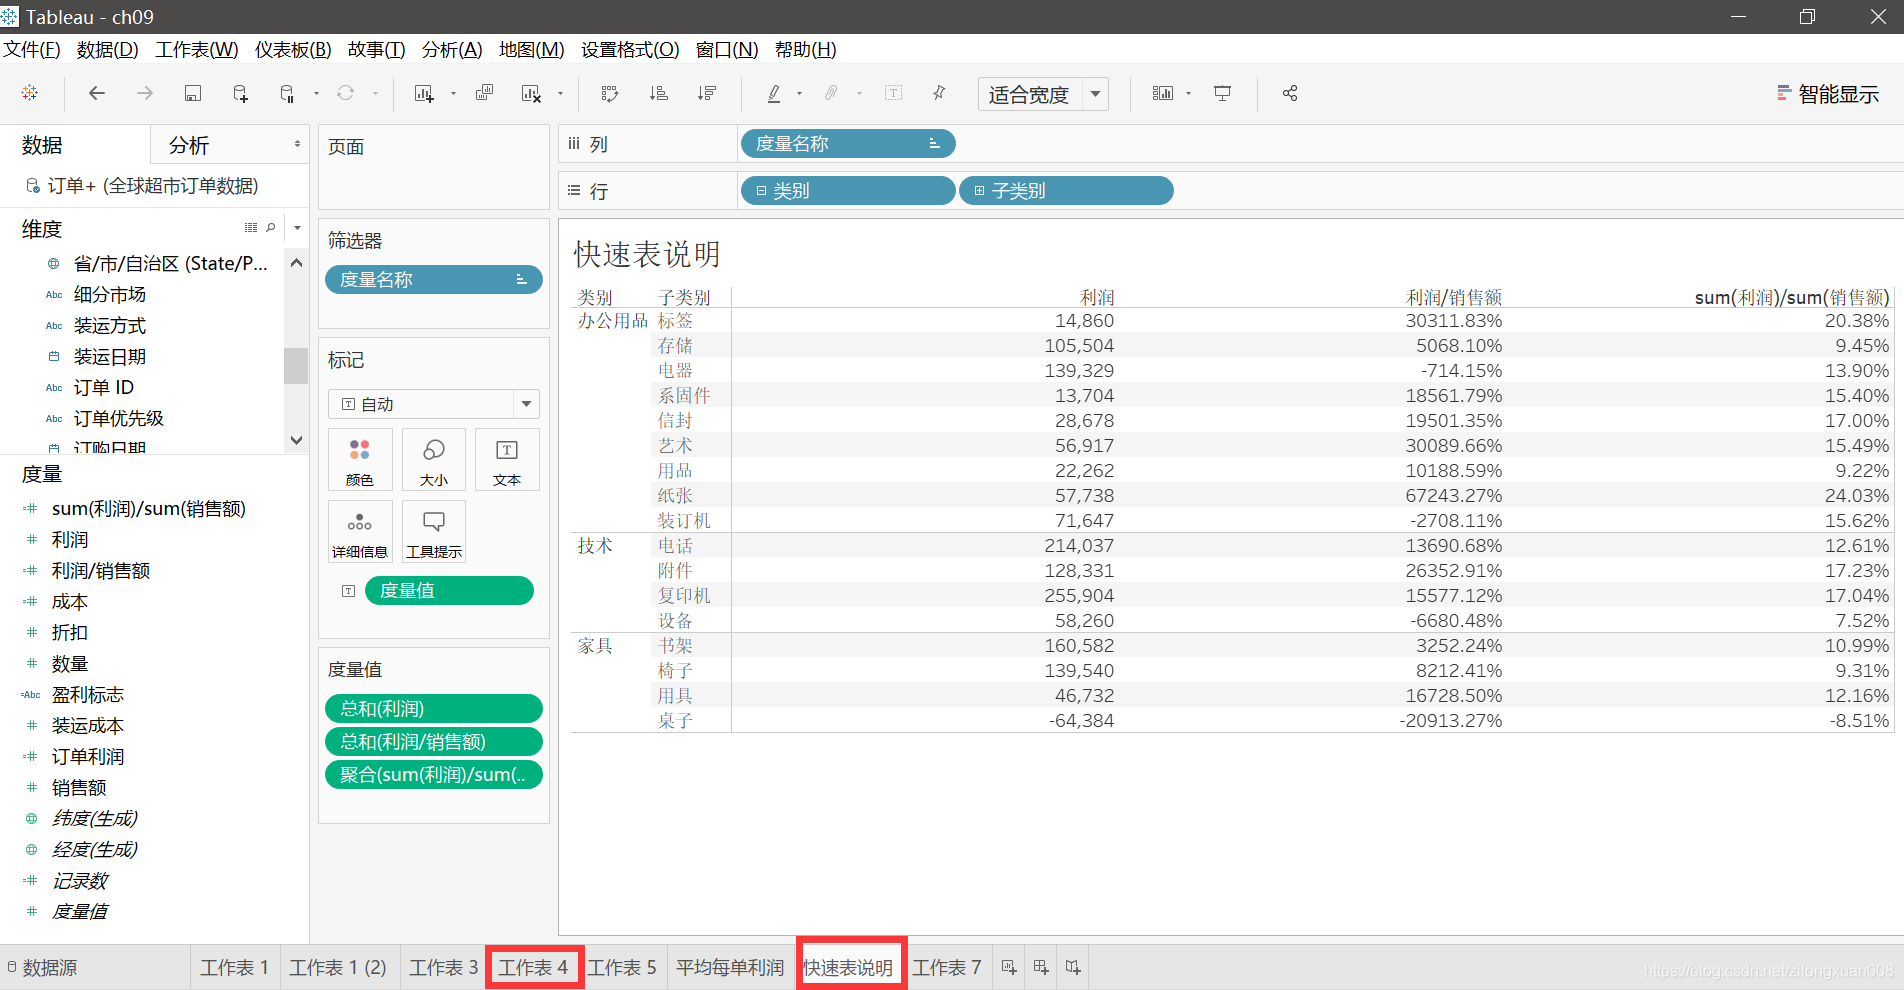 Tableau - ch09
文件(F) 数据(D) 工作表(W) 仪表板(B) 故事(T) 分析(A) 地图(M) 设置格式(O) 窗口(N) 帮助(H)
适合宽度
智能显示
数据 分析
订单+ (全球超市订单数据)
维度
省/市/自治区 (State/P...
Abc 细分市场
Abc 装运方式
装运日期
Abc 订单 ID
Abc 订单优先级
订购日期
度量
sum(利润)/sum(销售额)
利润
利润/销售额
成本
折扣
数量
=Abc 盈利标志
装运成本
订单利润
销售额
纬度(生成)
经度(生成)
记录数
度量值
页面
筛选器
度量名称
标记
自动
颜色 大小 文本
详细信息 工具提示
度量值
度量值
总和(利润)
总和(利润/销售额)
聚合(sum(利润)/sum(..
列 度量名称
行 类别 子类别
快速表说明
类别 子类别 利润 利润/销售额 sum(利润)/sum(销售额)
办公用品 标签 14,860 30311.83% 20.38%
存储 105,504 5068.10% 9.45%
电器 139,329 -714.15% 13.90%
系固件 13,704 18561.79% 15.40%
信封 28,678 19501.35% 17.00%
艺术 56,917 30089.66% 15.49%
用品 22,262 10188.59% 9.22%
纸张 57,738 67243.27% 24.03%
装订机 71,647 -2708.11% 15.62%
技术 电话 214,037 13690.68% 12.61%
附件 128,331 26352.91% 17.23%
复印机 255,904 15577.12% 17.04%
设备 58,260 -6680.48% 7.52%
家具 书架 160,582 3252.24% 10.99%
椅子 139,540 8212.41% 9.31%
用具 46,732 16728.50% 12.16%
桌子 -64,384 -20913.27% -8.51%
数据源 工作表 1 工作表 1 (2) 工作表 3 工作表 4 工作表 5 平均每单利润 快速表说明 工作表 7
https://blog.csdn.net/zilongxuan008